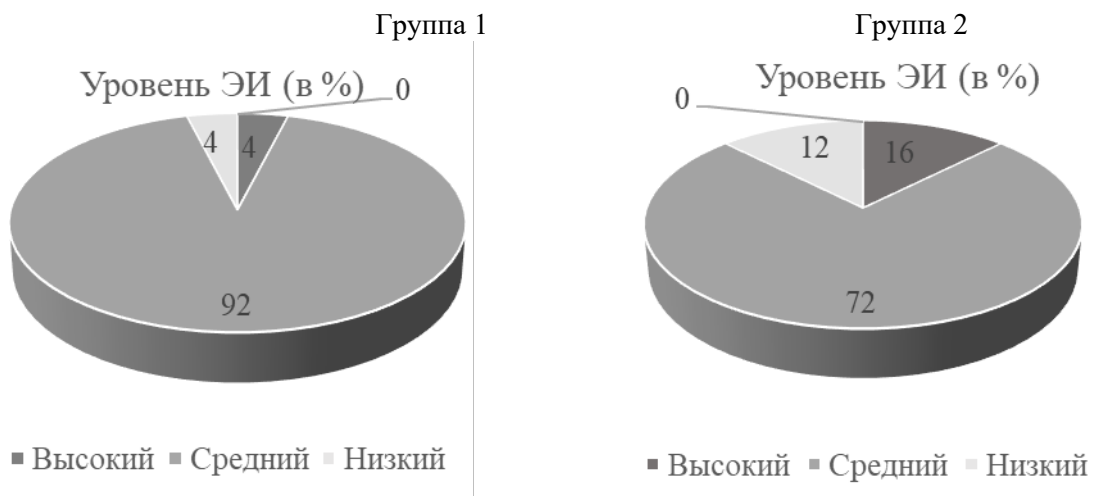 Группа 1
Уровень ЭИ (в %)
0
4
4
92
Высокий Средний Низкий
Группа 2
Уровень ЭИ (в %)
0
12
16
72
Высокий Средний Низкий